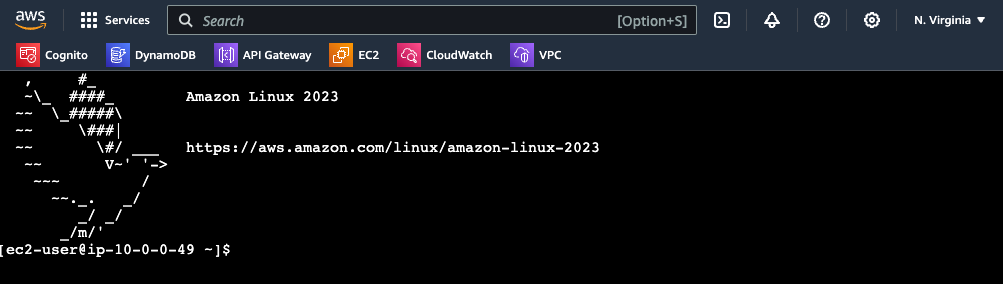 aws Services Search [Option+S] N. Virginia
Cognito DynamoDB API Gateway EC2 CloudWatch VPC
   ,     #_
   ~\_  ####_        Amazon Linux 2023
  ~~  \_#####\
  ~~     \###|
  ~~       \#/ ___   https://aws.amazon.com/linux/amazon-linux-2023
   ~~       V~' '->
    ~~~         /
      ~~._.   _/
         _/ _/
       _/m/'
[ec2-user@ip-10-0-0-49 ~]$